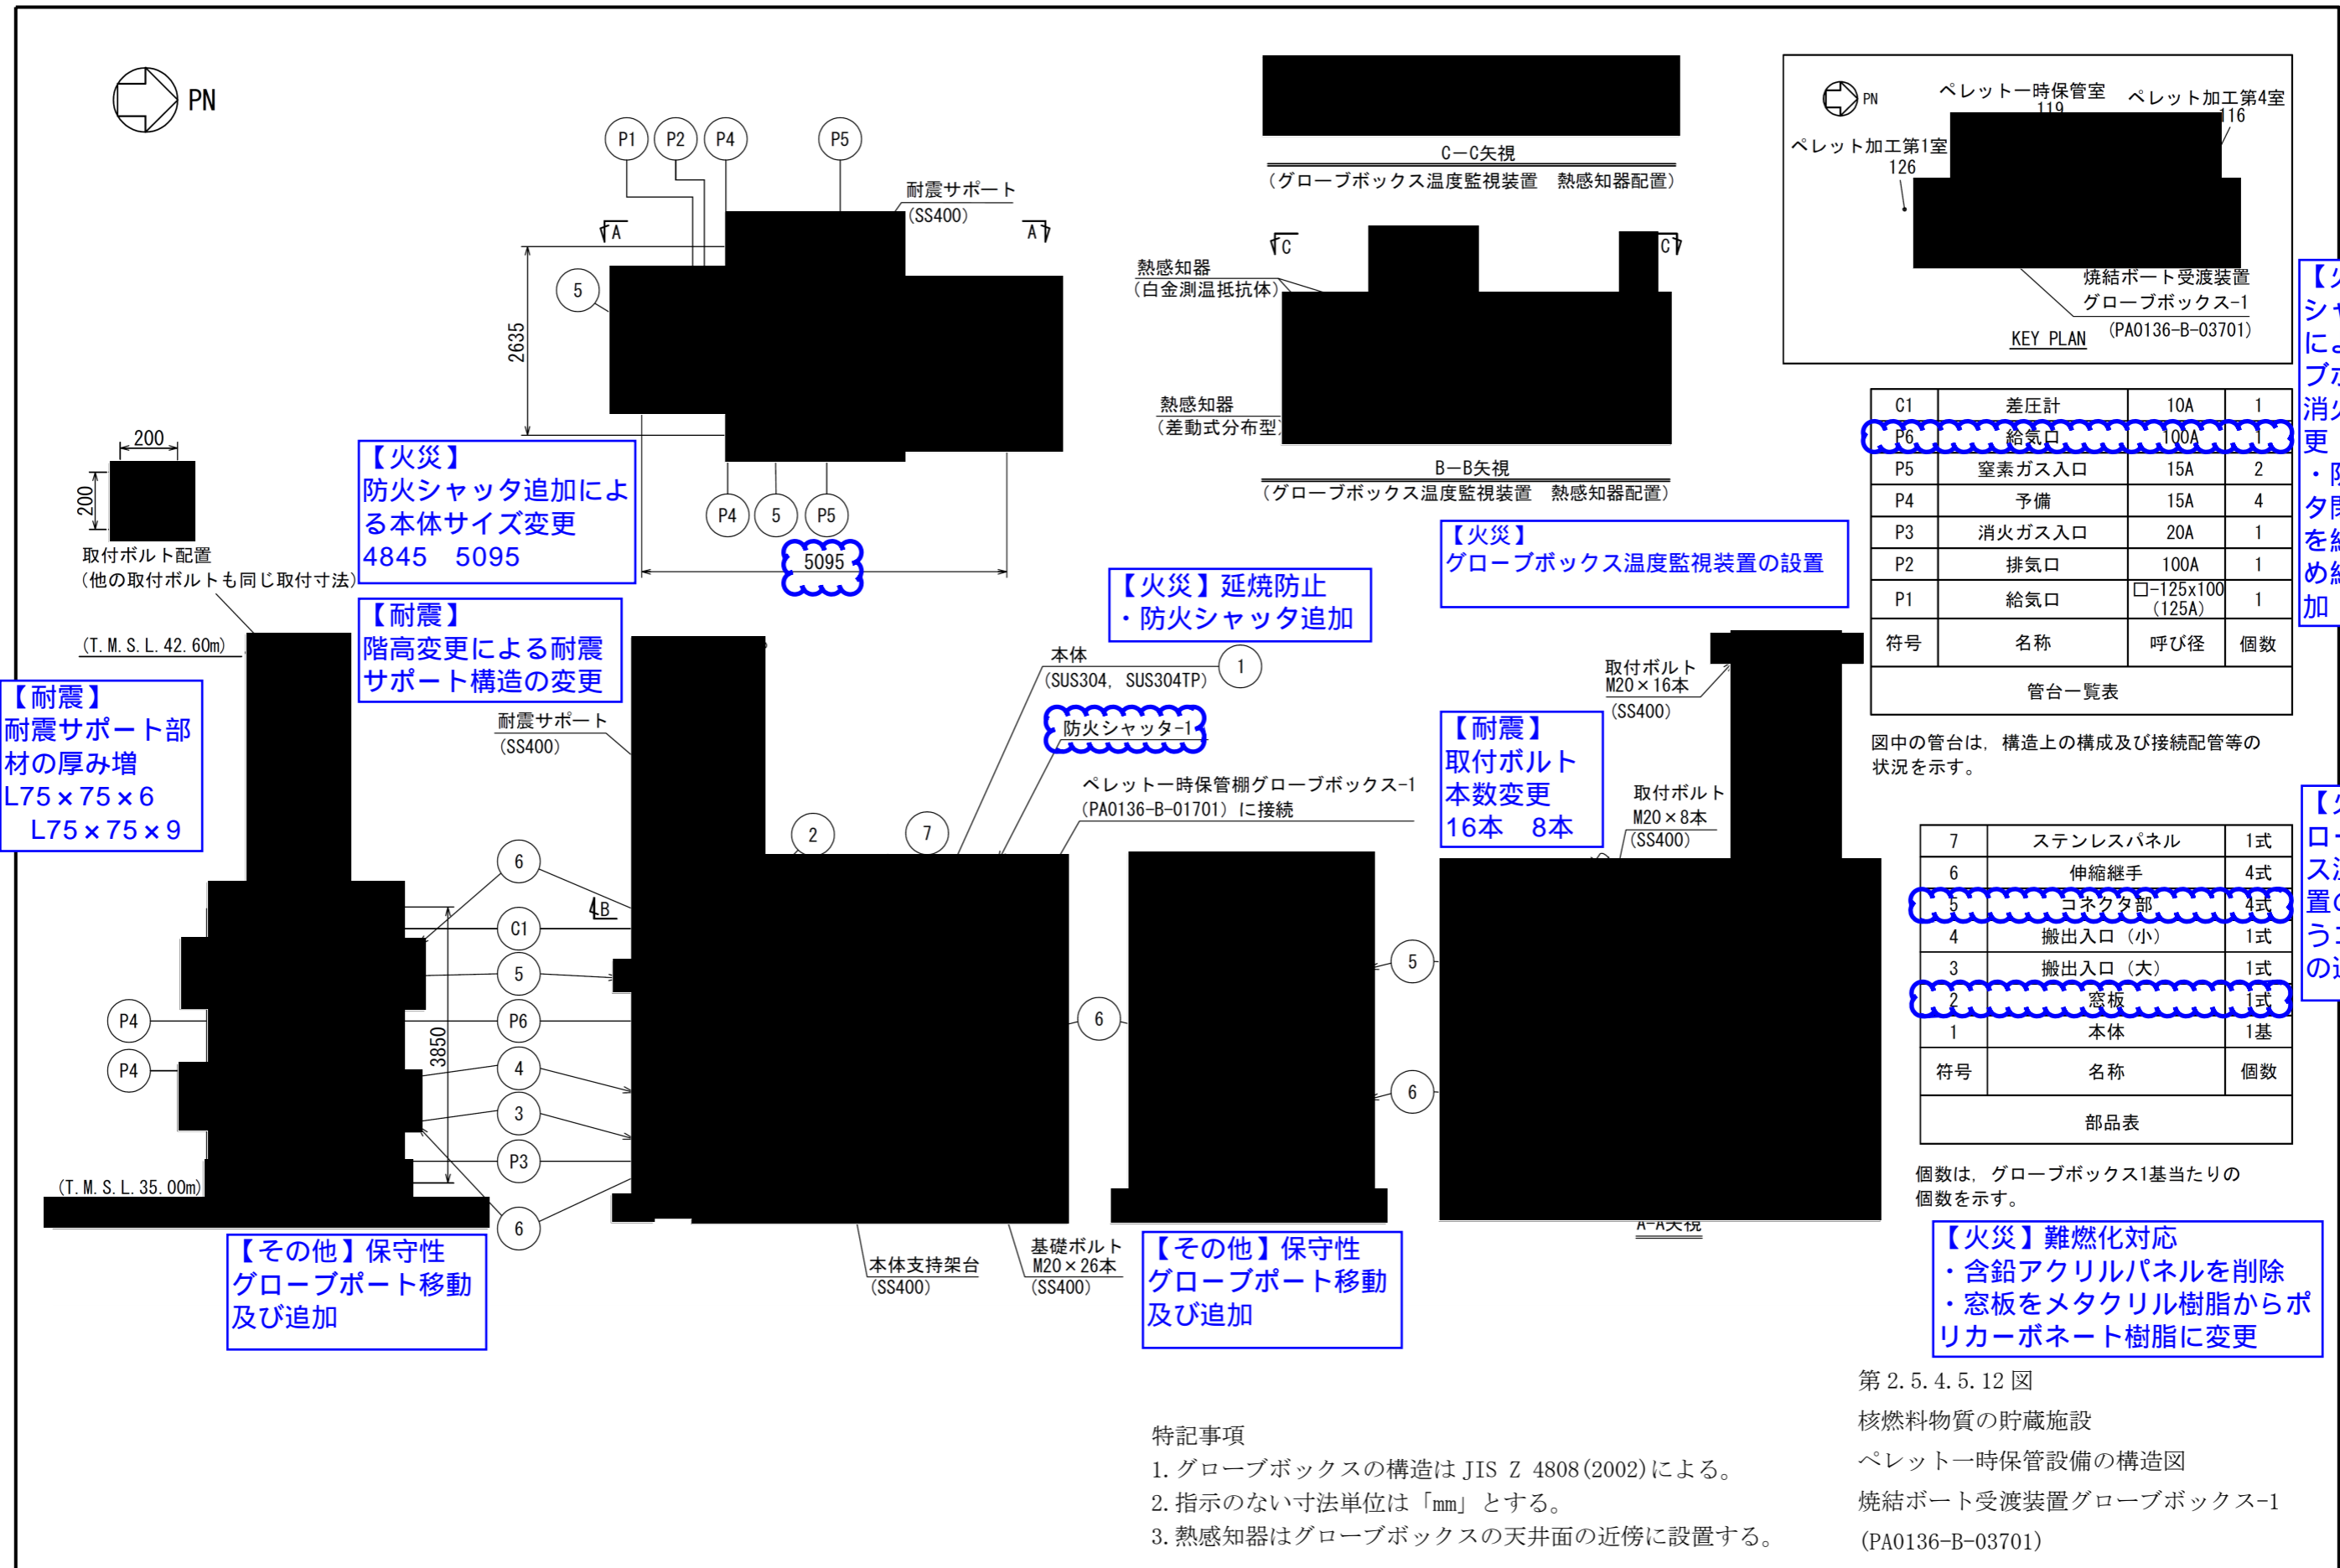 PN
P1
P2
P4
P5
耐震サポート
(SS400)
A
A
5
2635
P4
5
P5
5095
200
200
取付ボルト配置
(他の取付ボルトも同じ取付寸法)
【火災】
防火シャッタ追加によ
る本体サイズ変更
4845 5095
【耐震】
階高変更による耐震
サポート構造の変更
C−C矢視
(グローブボックス温度監視装置 熱感知器配置)
C
C
熱感知器
(白金測温抵抗体)
熱感知器
(差動式分布型)
B−B矢視
(グローブボックス温度監視装置 熱感知器配置)
【火災】
グローブボックス温度監視装置の設置
【火災】延焼防止
・防火シャッタ追加
PN
ペレット一時保管室
119
ペレット加工第4室
116
ペレット加工第1室
126
焼結ボート受渡装置
グローブボックス-1
(PA0136-B-03701)
KEY PLAN
C1 差圧計 10A 1
P6 給気口 100A 1
P5 窒素ガス入口 15A 2
P4 予備 15A 4
P3 消火ガス入口 20A 1
P2 排気口 100A 1
P1 給気口 □-125x100 (125A) 1
符号 名称 呼び径 個数
管台一覧表
図中の管台は, 構造上の構成及び接続配管等の
状況を示す。
シャ
によ
ブボ
消火
更
加
(T.M.S.L.42.60m)
【耐震】
耐震サポート部
材の厚み増
L75×75×6
L75×75×9
耐震サポート
(SS400)
本体
(SUS304, SUS304TP)
1
防火シャッタ-1
ペレット一時保管棚グローブボックス-1
(PA0136-B-01701) に接続
2
7
取付ボルト
M20×16本
(SS400)
【耐震】
取付ボルト
本数変更
16本 8本
取付ボルト
M20×8本
(SS400)
6
C1
5
P6
4
3
P3
6
B
P4
P4
3850
6
5
6
(T.M.S.L.35.00m)
本体支持架台
(SS400)
基礎ボルト
M20×26本
(SS400)
A-A矢視
【その他】保守性
グローブポート移動
及び追加
【その他】保守性
グローブポート移動
及び追加
7 ステンレスパネル 1式
6 伸縮継手 4式
5 コネクタ部 4式
4 搬出入口（小） 1式
3 搬出入口（大） 1式
2 窓板 1式
1 本体 1基
符号 名称 個数
部品表
個数は, グローブボックス1基当たりの
個数を示す。
【火災】難燃化対応
・含鉛アクリルパネルを削除
・窓板をメタクリル樹脂からポ
リカーボネート樹脂に変更
特記事項
1. グローブボックスの構造は JIS Z 4808(2002)による。
2. 指示のない寸法単位は「mm」とする。
3. 熱感知器はグローブボックスの天井面の近傍に設置する。
第 2.5.4.5.12 図
核燃料物質の貯蔵施設
ペレット一時保管設備の構造図
焼結ボート受渡装置グローブボックス-1
(PA0136-B-03701)